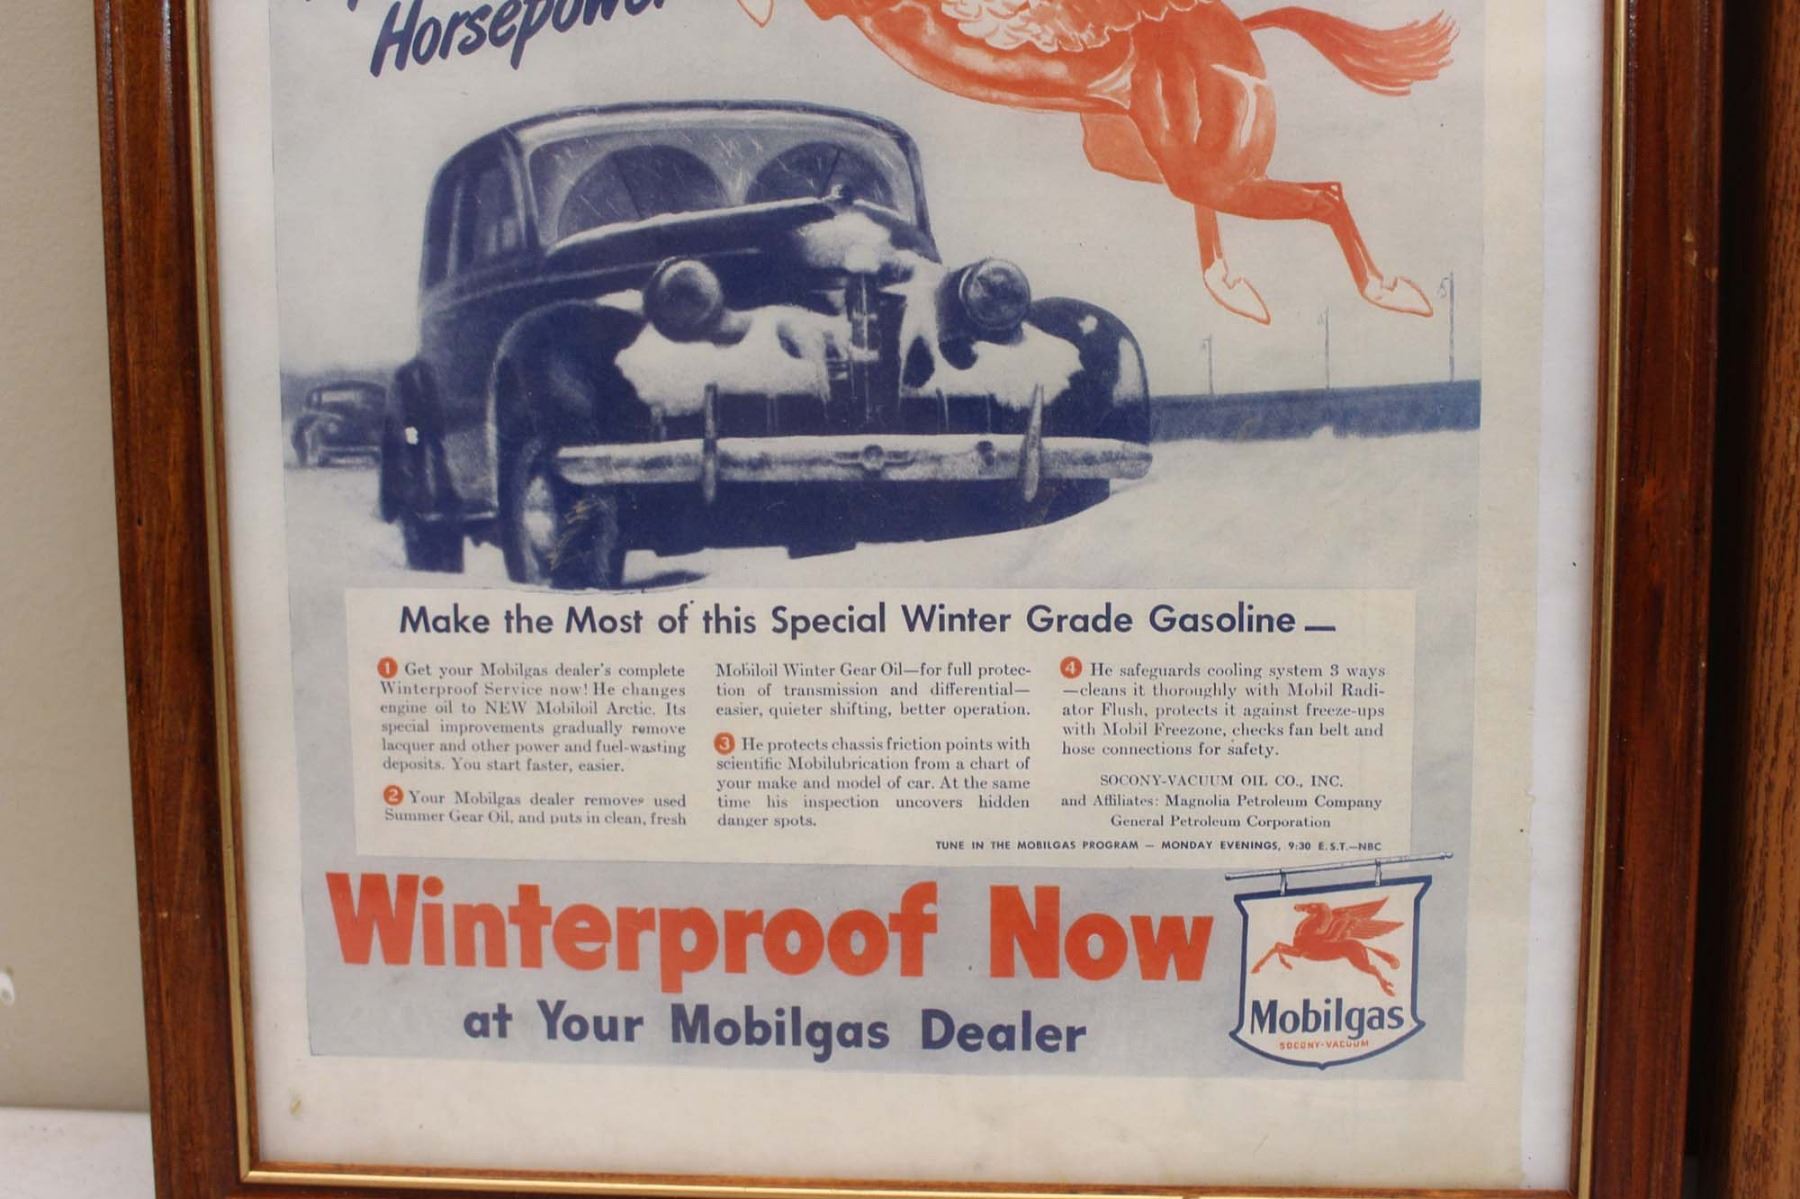 Horsepower
Make the Most of this Special Winter Grade Gasoline—
1 Get your Mobilgas dealer's complete
Winterproof Service now! He changes
engine oil to NEW Mobiloil Arctic. Its
special improvements gradually remove
lacquer and other power and fuel-wasting
deposits. You start faster, easier.
2 Your Mobilgas dealer removes used
Summer Gear Oil, and puts in clean, fresh
Mobiloil Winter Gear Oil—for full protec-
tion of transmission and differential—
easier, quieter shifting, better operation.
3 He protects chassis friction points with
scientific Mobilubrication from a chart of
your make and model of car. At the same
time his inspection uncovers hidden
danger spots.
4 He safeguards cooling system 3 ways
—cleans it thoroughly with Mobil Radi-
ator Flush, protects it against freeze-ups
with Mobil Freezone, checks fan belt and
hose connections for safety.
SOCONY-VACUUM OIL CO., INC.
and Affiliates: Magnolia Petroleum Company
General Petroleum Corporation
TUNE IN THE MOBILGAS PROGRAM — MONDAY EVENINGS, 9:30 E.S.T.—NBC
Winterproof Now
at Your Mobilgas Dealer
Mobilgas
SOCONY-VACUUM